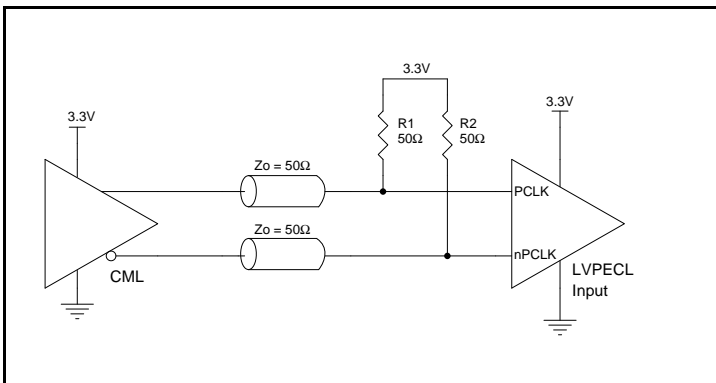 3.3V
3.3V
R1
50Ω
R2
50Ω
3.3V
Zo = 50Ω
PCLK
Zo = 50Ω
nPCLK
CML
LVPECL
Input